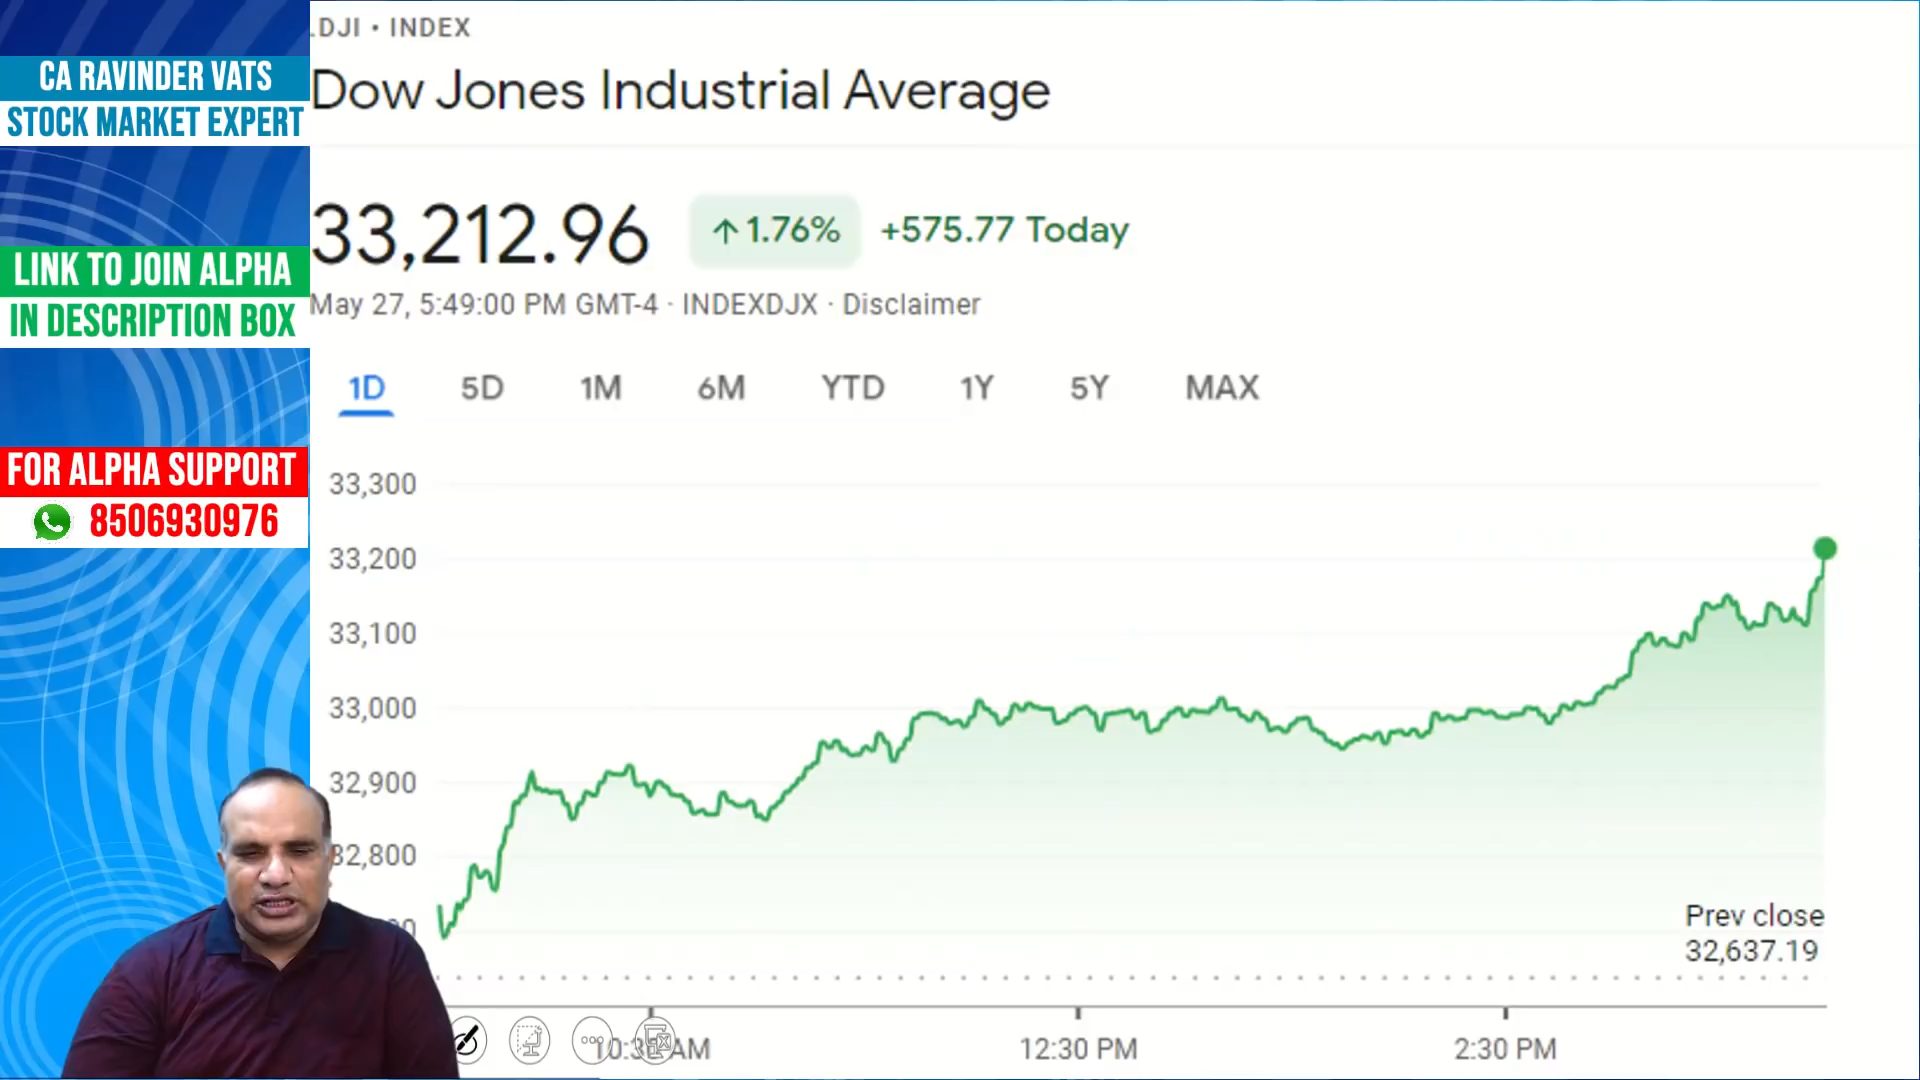 CA RAVINDER VATS
STOCK MARKET EXPERT
LINK TO JOIN ALPHA
IN DESCRIPTION BOX
FOR ALPHA SUPPORT
8506930976
.DJI • INDEX
Dow Jones Industrial Average
33,212.96 ↑ 1.76% +575.77 Today
May 27, 5:49:00 PM GMT-4 · INDEXDJX · Disclaimer
1D 5D 1M 6M YTD 1Y 5Y MAX
33,300
33,200
33,100
33,000
32,900
32,800
Prev close
32,637.19
12:30 PM 2:30 PM